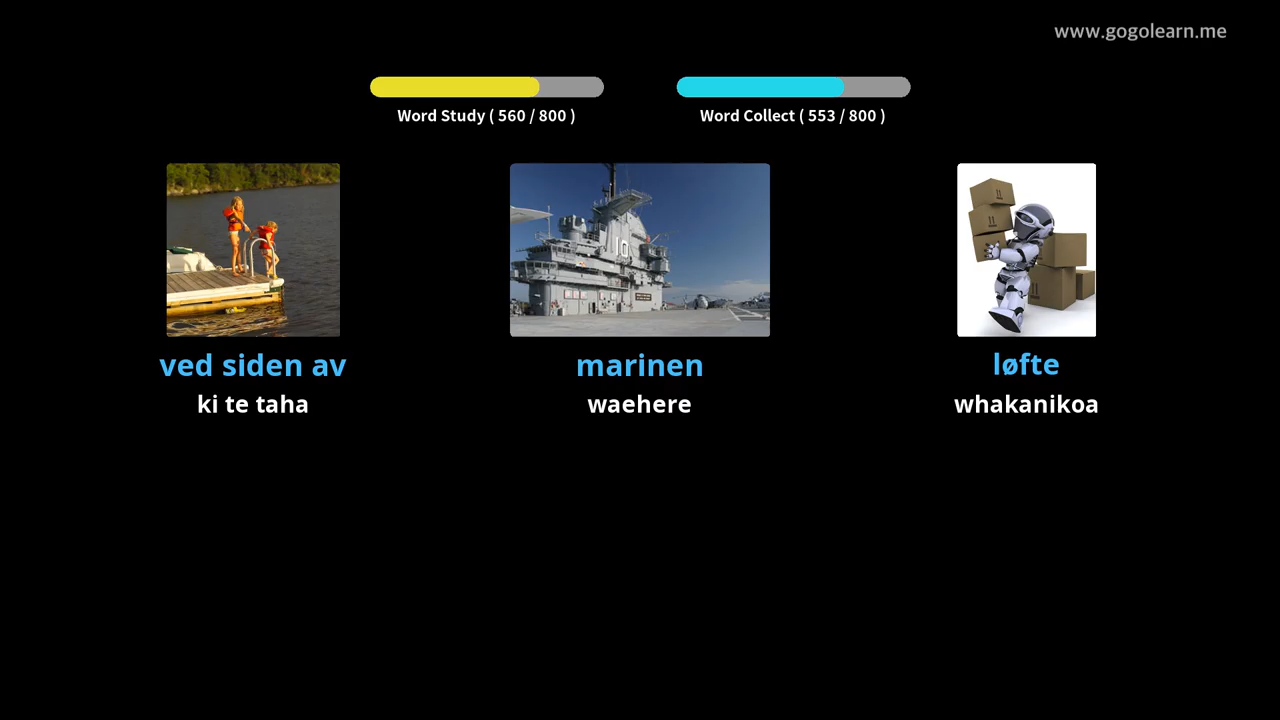 www.gogolearn.me
Word Study ( 560 / 800 )
Word Collect ( 553 / 800 )
10
ved siden av
marinen
løfte
ki te taha
waehere
whakanikoa